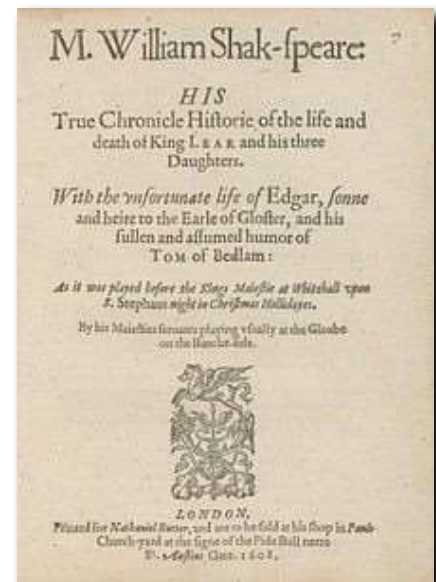 M. William Shak-ſpeare:
HIS
True Chronicle Hiſtorie of the life and
death of King LEAR and his three
Daughters.
With the vnfortunate life of Edgar, ſonne
and heire to the Earle of Gloſter, and his
ſullen and aſſumed humor of
TOM of Bedlam:
As it was played before the Kings Maieſtie at Whitehall vpon
S. Stephans night in Chriſtmas Hollidayes.
By his Maieſties ſeruants playing vſually at the Gloabe
on the Bancke-ſide.
LONDON,
Printed for Nathaniel Butter, and are to be ſold at his ſhop in Pauls
Church-yard at the ſigne of the Pide Bull neere
St. Auſtins Gate. 1608.